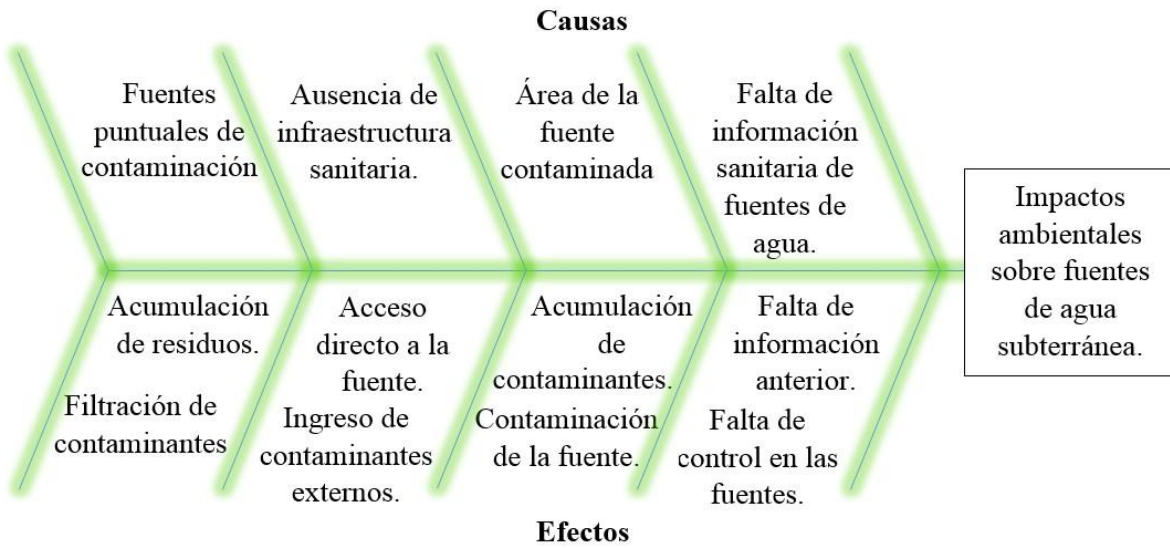 Causas
Fuentes
puntuales de
contaminación
Ausencia de
infraestructura
sanitaria.
Área de la
fuente
contaminada
Falta de
información
sanitaria de
fuentes de
agua.
Impactos
ambientales
sobre fuentes
de agua
subterránea.
Acumulación
de residuos.
Filtración de
contaminantes
Acceso
directo a la
fuente.
Ingreso de
contaminantes
externos.
Acumulación
de
contaminantes.
Contaminación
de la fuente.
Falta de
información
anterior.
Falta de
control en las
fuentes.
Efectos